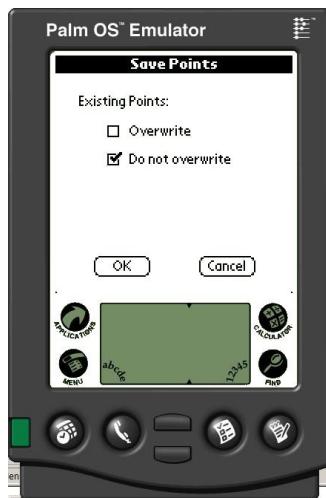 Palm OS™ Emulator
Save Points
Existing Points:
Overwrite
Do not overwrite
OK
Cancel
APPLICATIONS
CALCULATOR
MENU
abcde
12345
FIND
en